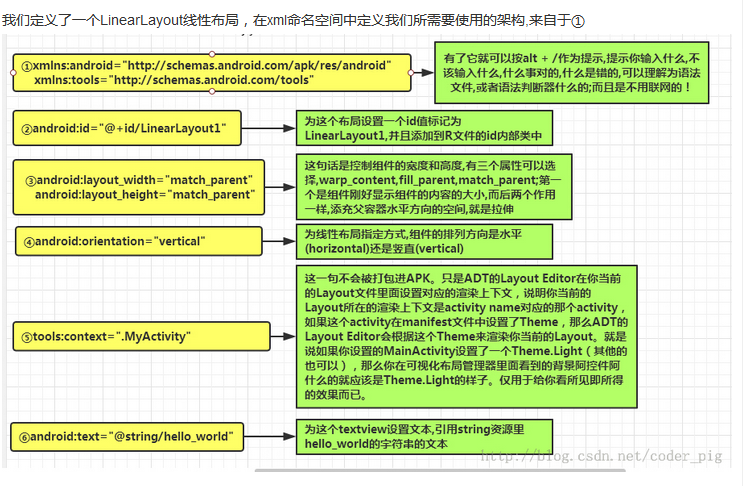 我们定义了一个LinearLayout线性布局，在xml命名空间中定义我们所需要使用的架构,来自于①
①xmlns:android="http://schemas.android.com/apk/res/android"
xmlns:tools="http://schemas.android.com/tools"
有了它就可以按alt + /作为提示,提示你输入什么,不
该输入什么,什么事对的,什么是错的,可以理解为语法
文件,或者语法判断器什么的;而且是不用联网的！
②android:id="@+id/LinearLayout1"
为这个布局设置一个id值标记为
LinearLayout1,并且添加到R文件的id内部类中
③android:layout_width="match_parent"
android:layout_height="match_parent"
这句话是控制组件的宽度和高度,有三个属性可以选
择,warp_content,fill_parent,match_parent;第一
个是组件刚好显示组件的内容的大小,而后两个作用
一样,添充父容器水平方向的空间,就是拉伸
④android:orientation="vertical"
为线性布局指定方式,组件的排列方向是水平
(horizontal)还是竖直(vertical)
⑤tools:context=".MyActivity"
这一句不会被打包进APK。只是ADT的Layout Editor在你当前
的Layout文件里面设置对应的渲染上下文，说明你当前的
Layout所在的渲染上下文是activity name对应的那个activity，
如果这个activity在manifest文件中设置了Theme，那么ADT的
Layout Editor会根据这个Theme来渲染你当前的Layout。就是
说如果你设置的MainActivity设置了一个Theme.Light（其他的
也可以），那么你在可视化布局管理器里面看到的背景阿控件阿
什么的就应该是Theme.Light的样子。仅用于给你看所见即所得
的效果而已。
⑥android:text="@string/hello_world"
为这个textview设置文本,引用string资源里
hello_world的字符串的文本
http://blog.csdn.net/coder_pig